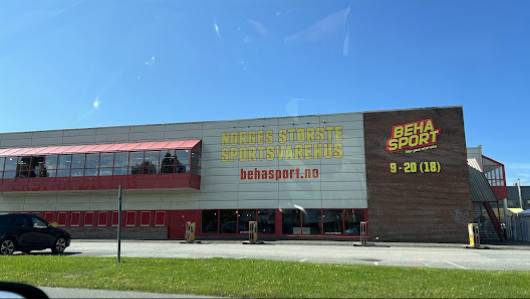 NORGES STØRSTE
SPORTSVAREHUS
behasport.no
BEHA
SPORT
9 - 20 (18)